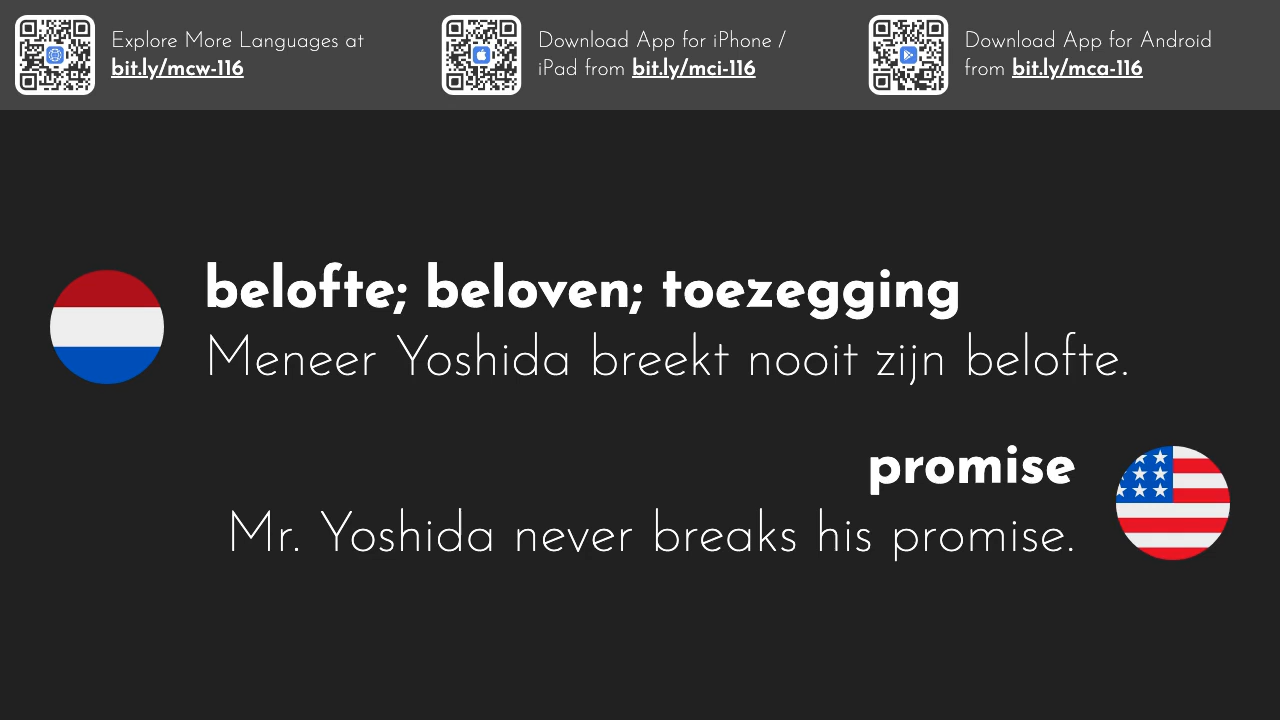 Explore More Languages at
bit.ly/mcw-116
Download App for iPhone /
iPad from bit.ly/mci-116
Download App for Android
from bit.ly/mca-116
belofte; beloven; toezegging
Meneer Yoshida breekt nooit zijn belofte.
promise
Mr. Yoshida never breaks his promise.